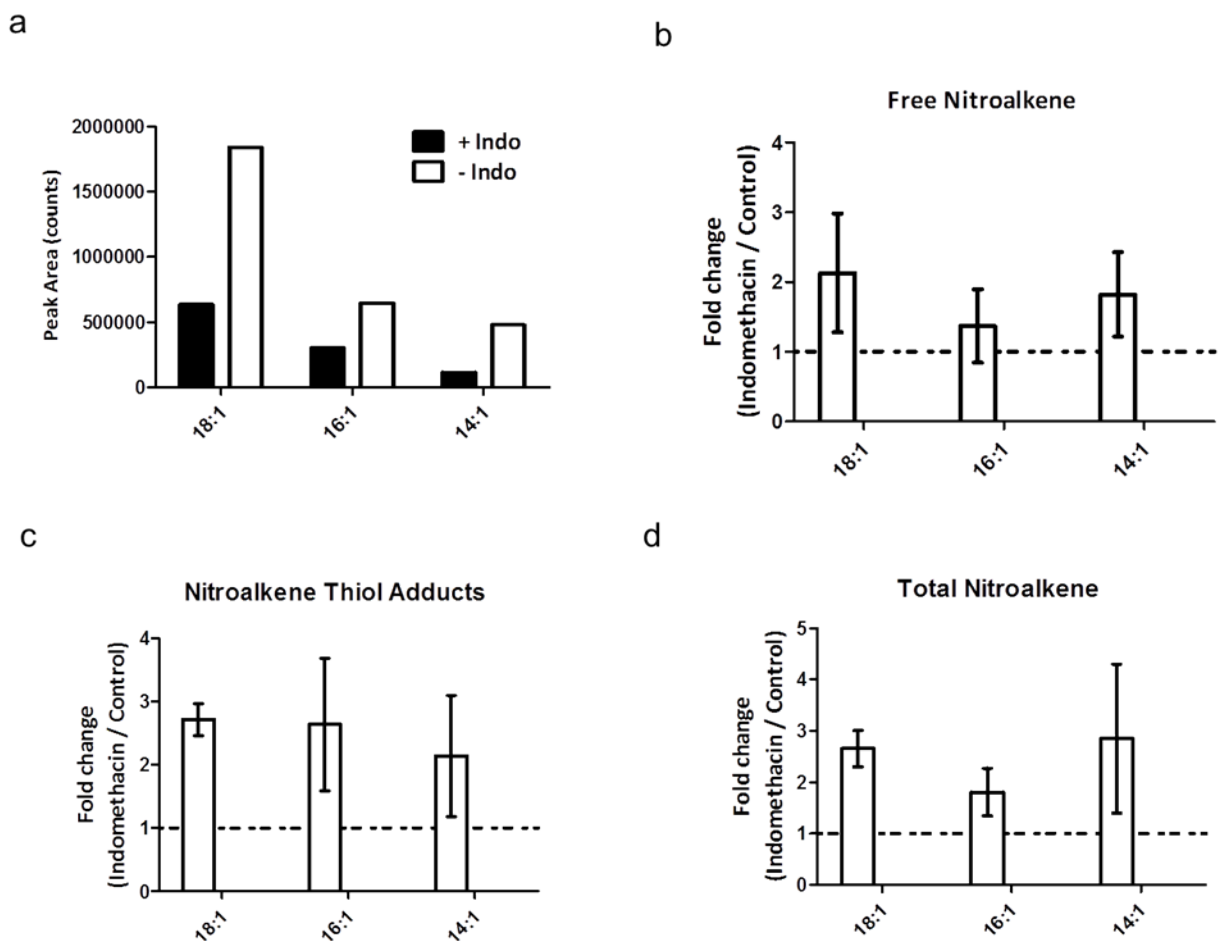 a
2000000
1500000
1000000
500000
0
Peak Area (counts)
+ Indo
- Indo
18:1
16:1
14:1
b
Free Nitroalkene
4
3
2
1
0
Fold change
(Indomethacin / Control)
18:1
16:1
14:1
c
Nitroalkene Thiol Adducts
4
3
2
1
0
Fold change
(Indomethacin / Control)
18:1
16:1
14:1
d
Total Nitroalkene
5
4
3
2
1
0
Fold change
(Indomethacin / Control)
18:1
16:1
14:1